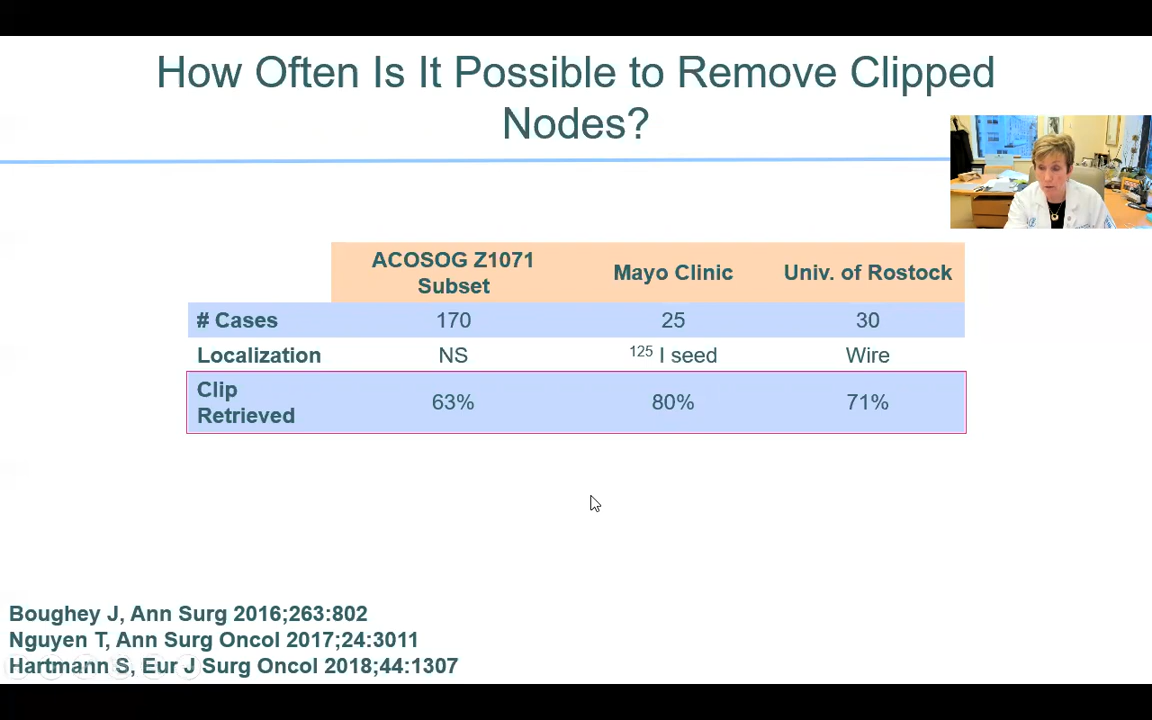 How Often Is It Possible to Remove Clipped
Nodes?
ACOSOG Z1071
Subset
Mayo Clinic
Univ. of Rostock
# Cases
170
25
30
Localization
NS
¹²⁵ I seed
Wire
Clip
Retrieved
63%
80%
71%
Boughey J, Ann Surg 2016;263:802
Nguyen T, Ann Surg Oncol 2017;24:3011
Hartmann S, Eur J Surg Oncol 2018;44:1307